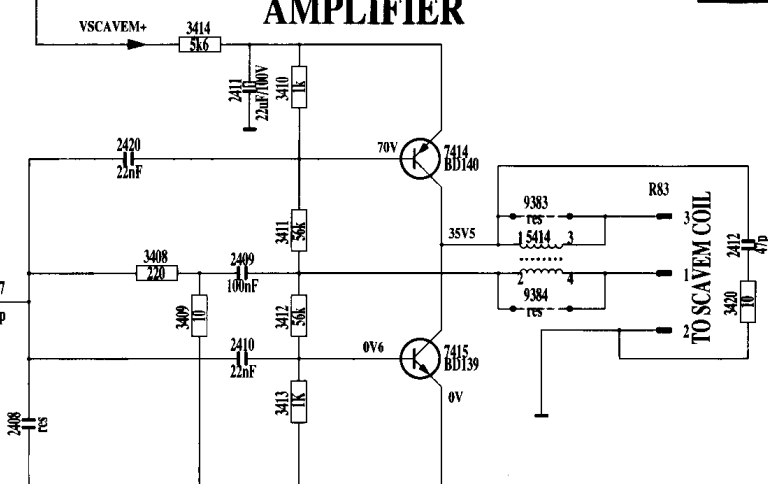 AMPLIFIER
VSCAVEM+
3414
5k6
2411
22uF/100V
3410
1k
2420
22nF
70V
7414
BD140
R83
9383
res
1 5414 3
3
35V5
3411
56k
3408
220
2409
100nF
2 4
1
9384
res
2412
47p
3420
10
TO SCAVEM COIL
2
7
p
3409
10
3412
56k
2410
22nF
0V6
7415
BD139
0V
3413
1K
2408
res